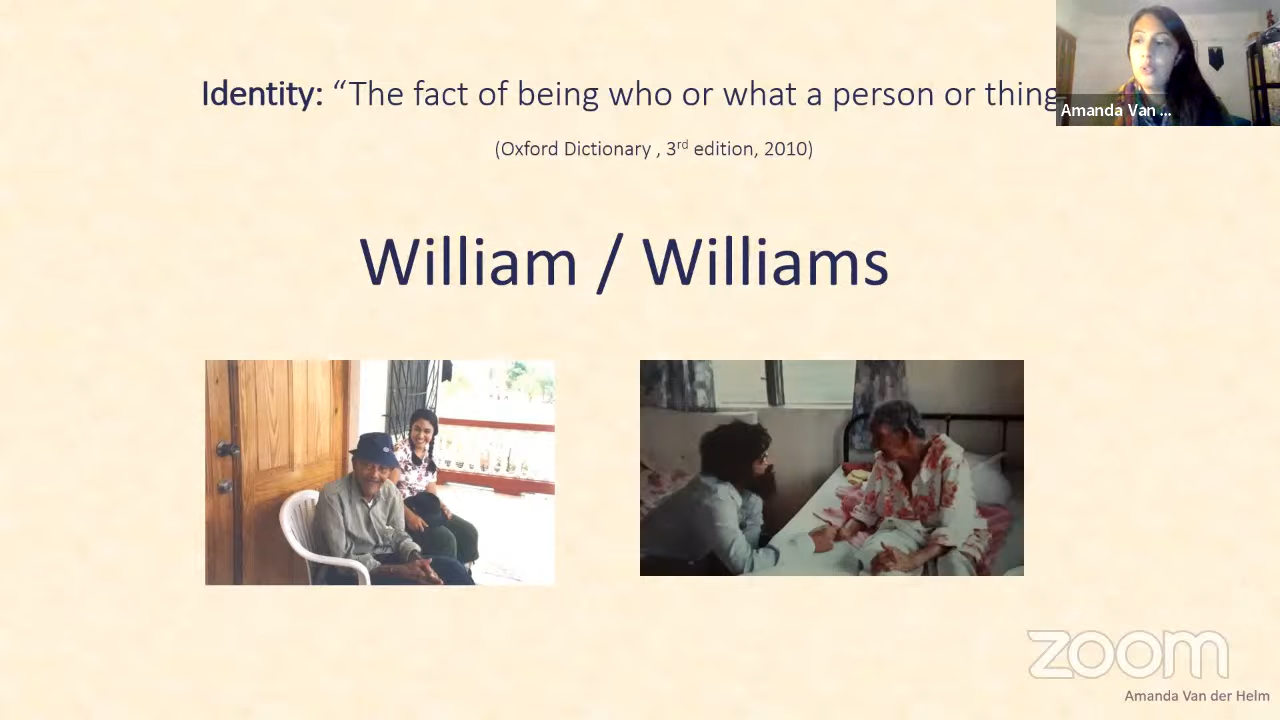 Identity: “The fact of being who or what a person or thing
Amanda Van ...
(Oxford Dictionary , 3rd edition, 2010)
William / Williams
zoom
Amanda Van der Helm